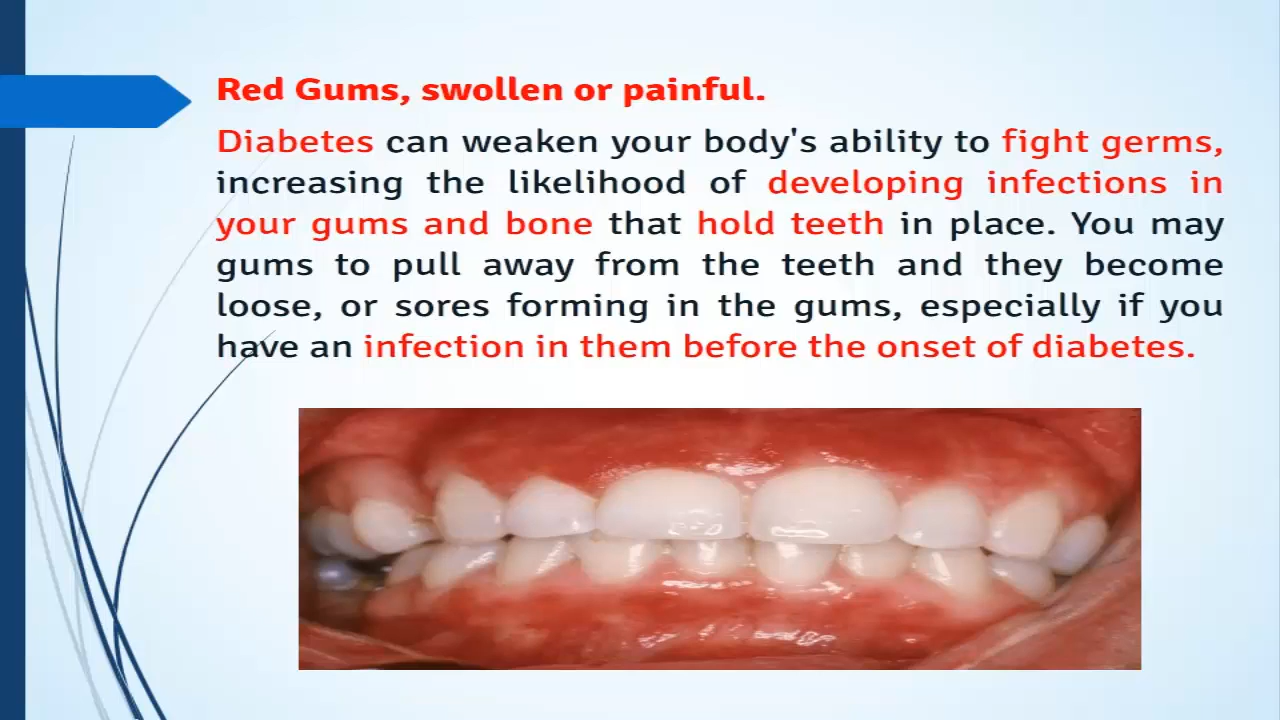 Red Gums, swollen or painful.
Diabetes can weaken your body's ability to fight germs,
increasing the likelihood of developing infections in
your gums and bone that hold teeth in place. You may
gums to pull away from the teeth and they become
loose, or sores forming in the gums, especially if you
have an infection in them before the onset of diabetes.